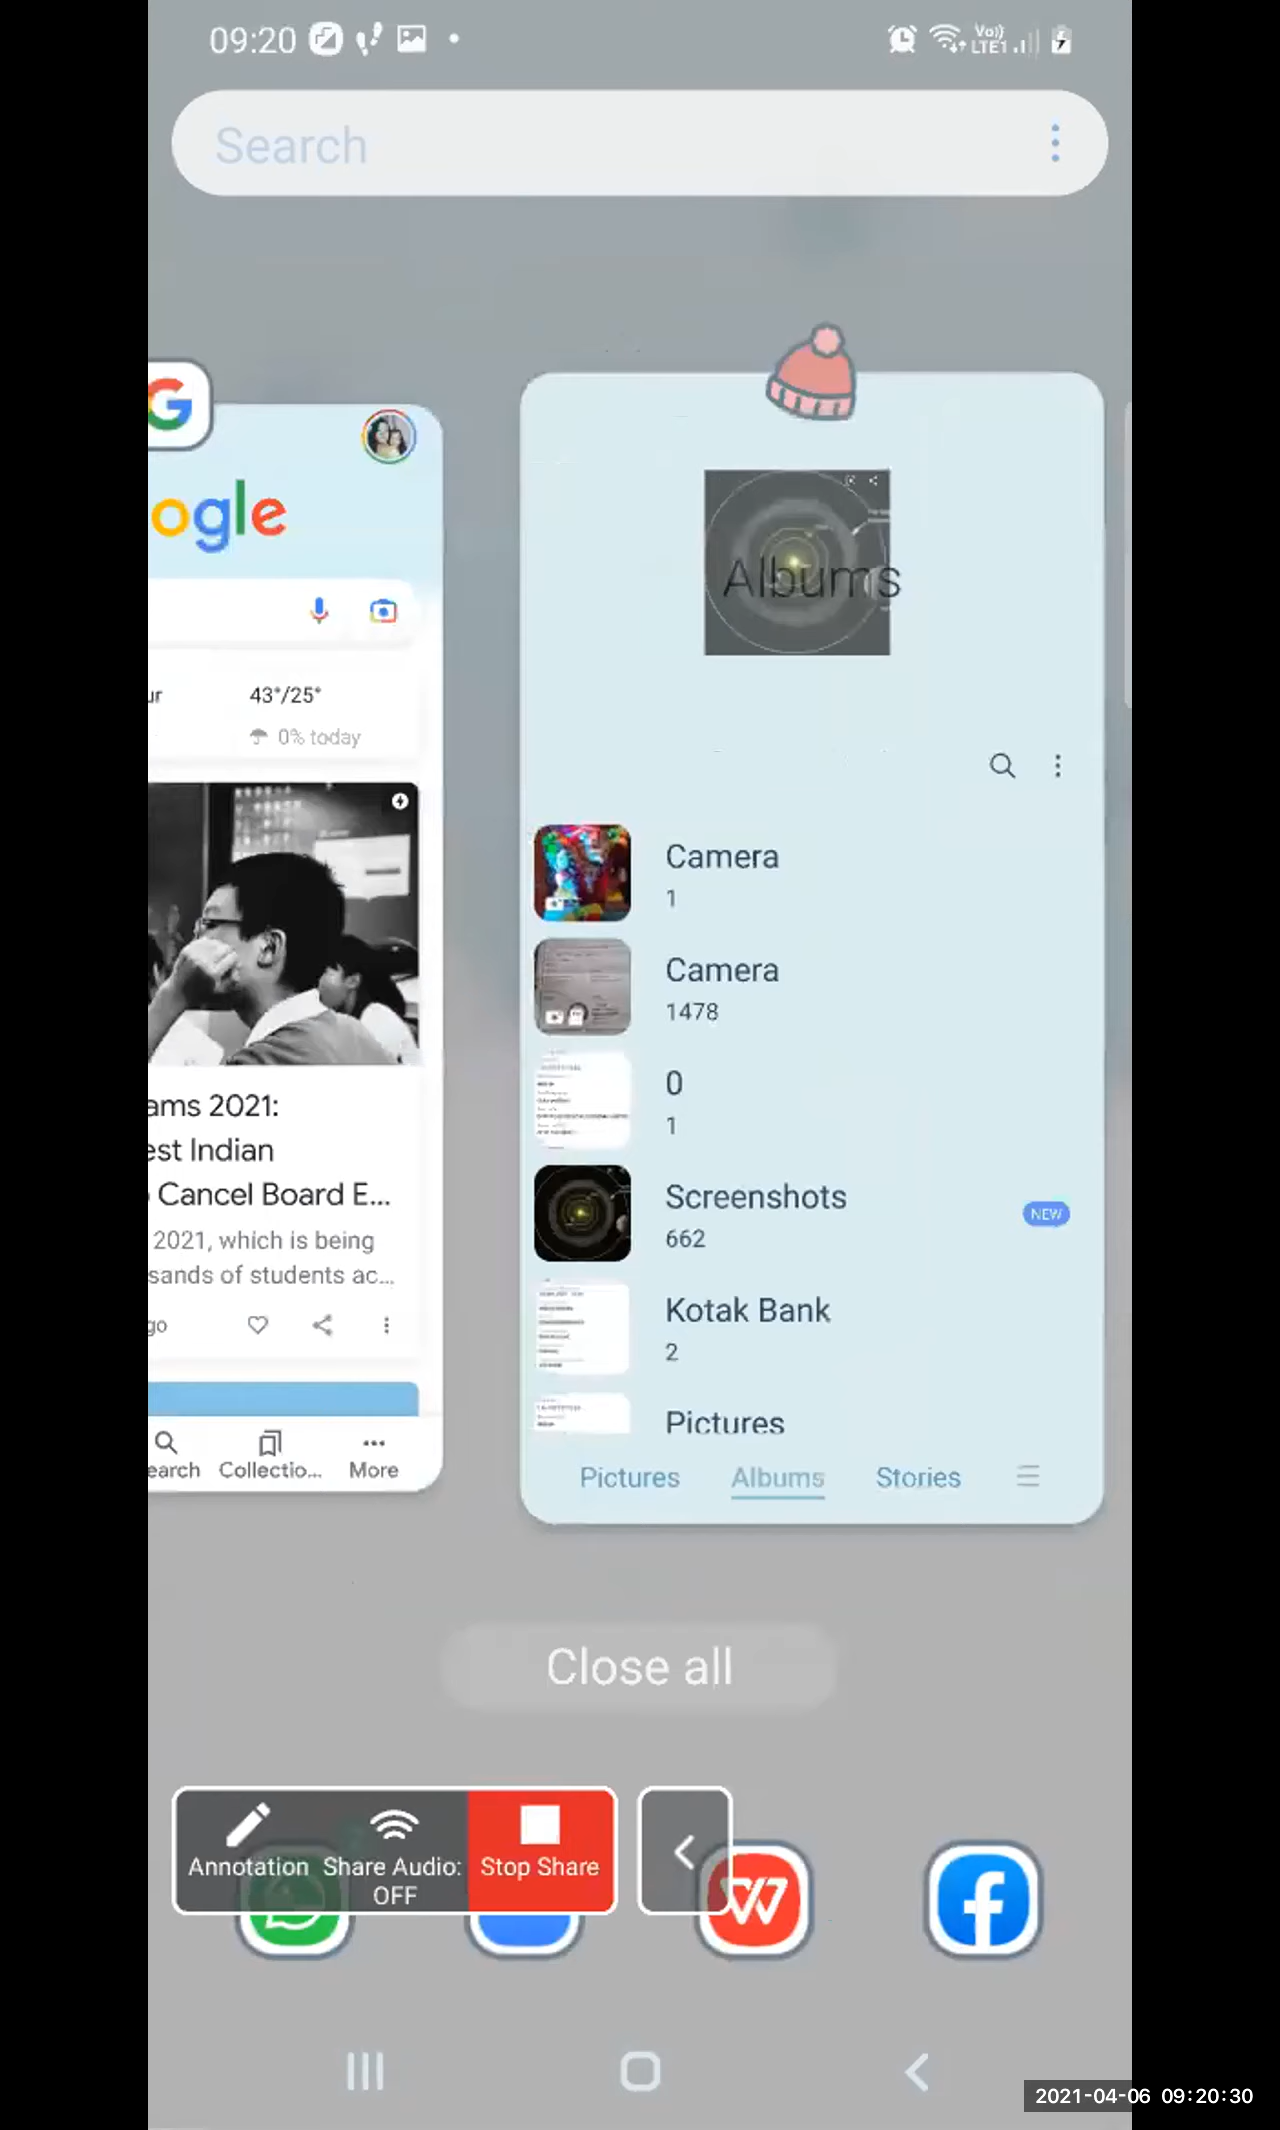 09:20
Vo))
LTE1
Search
G
ogle
43°/25°
0% today
ams 2021:
est Indian
Cancel Board E...
2021, which is being
sands of students ac...
go
earch Collectio... More
Albums
Camera
1
Camera
1478
0
1
Screenshots
662
NEW
Kotak Bank
2
Pictures
Pictures Albums Stories
Close all
Annotation
Share Audio:
OFF
Stop Share
2021-04-06 09:20:30